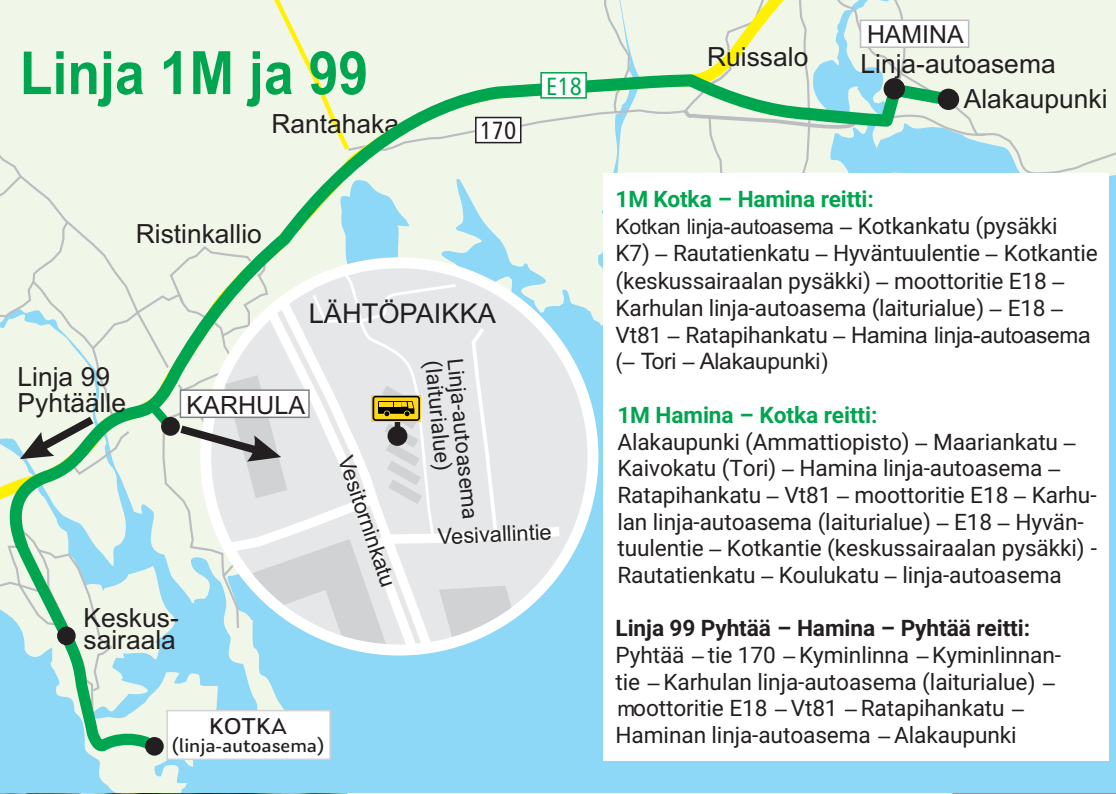 Linja 1M ja 99
HAMINA
Linja-autoasema
Alakaupunki
Ruissalo
E18
Rantahaka
170
Ristinkallio
LÄHTÖPAIKKA
Linja-autoasema
(laiturialue)
Vesitorninkatu
Vesivallintie
Linja 99
Pyhtäälle
KARHULA
Keskus-
sairaala
KOTKA
(linja-autoasema)
1M Kotka – Hamina reitti:
Kotkan linja-autoasema – Kotkankatu (pysäkki
K7) – Rautatienkatu – Hyväntuulentie – Kotkantie
(keskussairaalan pysäkki) – moottoritie E18 –
Karhulan linja-autoasema (laiturialue) – E18 –
Vt81 – Ratapihankatu – Hamina linja-autoasema
(– Tori – Alakaupunki)
1M Hamina – Kotka reitti:
Alakaupunki (Ammattiopisto) – Maariankatu –
Kaivokatu (Tori) – Hamina linja-autoasema –
Ratapihankatu – Vt81 – moottoritie E18 – Karhu-
lan linja-autoasema (laiturialue) – E18 – Hyvän-
tuulentie – Kotkantie (keskussairaalan pysäkki) -
Rautatienkatu – Koulukatu – linja-autoasema
Linja 99 Pyhtää – Hamina – Pyhtää reitti:
Pyhtää – tie 170 – Kyminlinna – Kyminlinnan-
tie – Karhulan linja-autoasema (laiturialue) –
moottoritie E18 – Vt81 – Ratapihankatu –
Haminan linja-autoasema – Alakaupunki